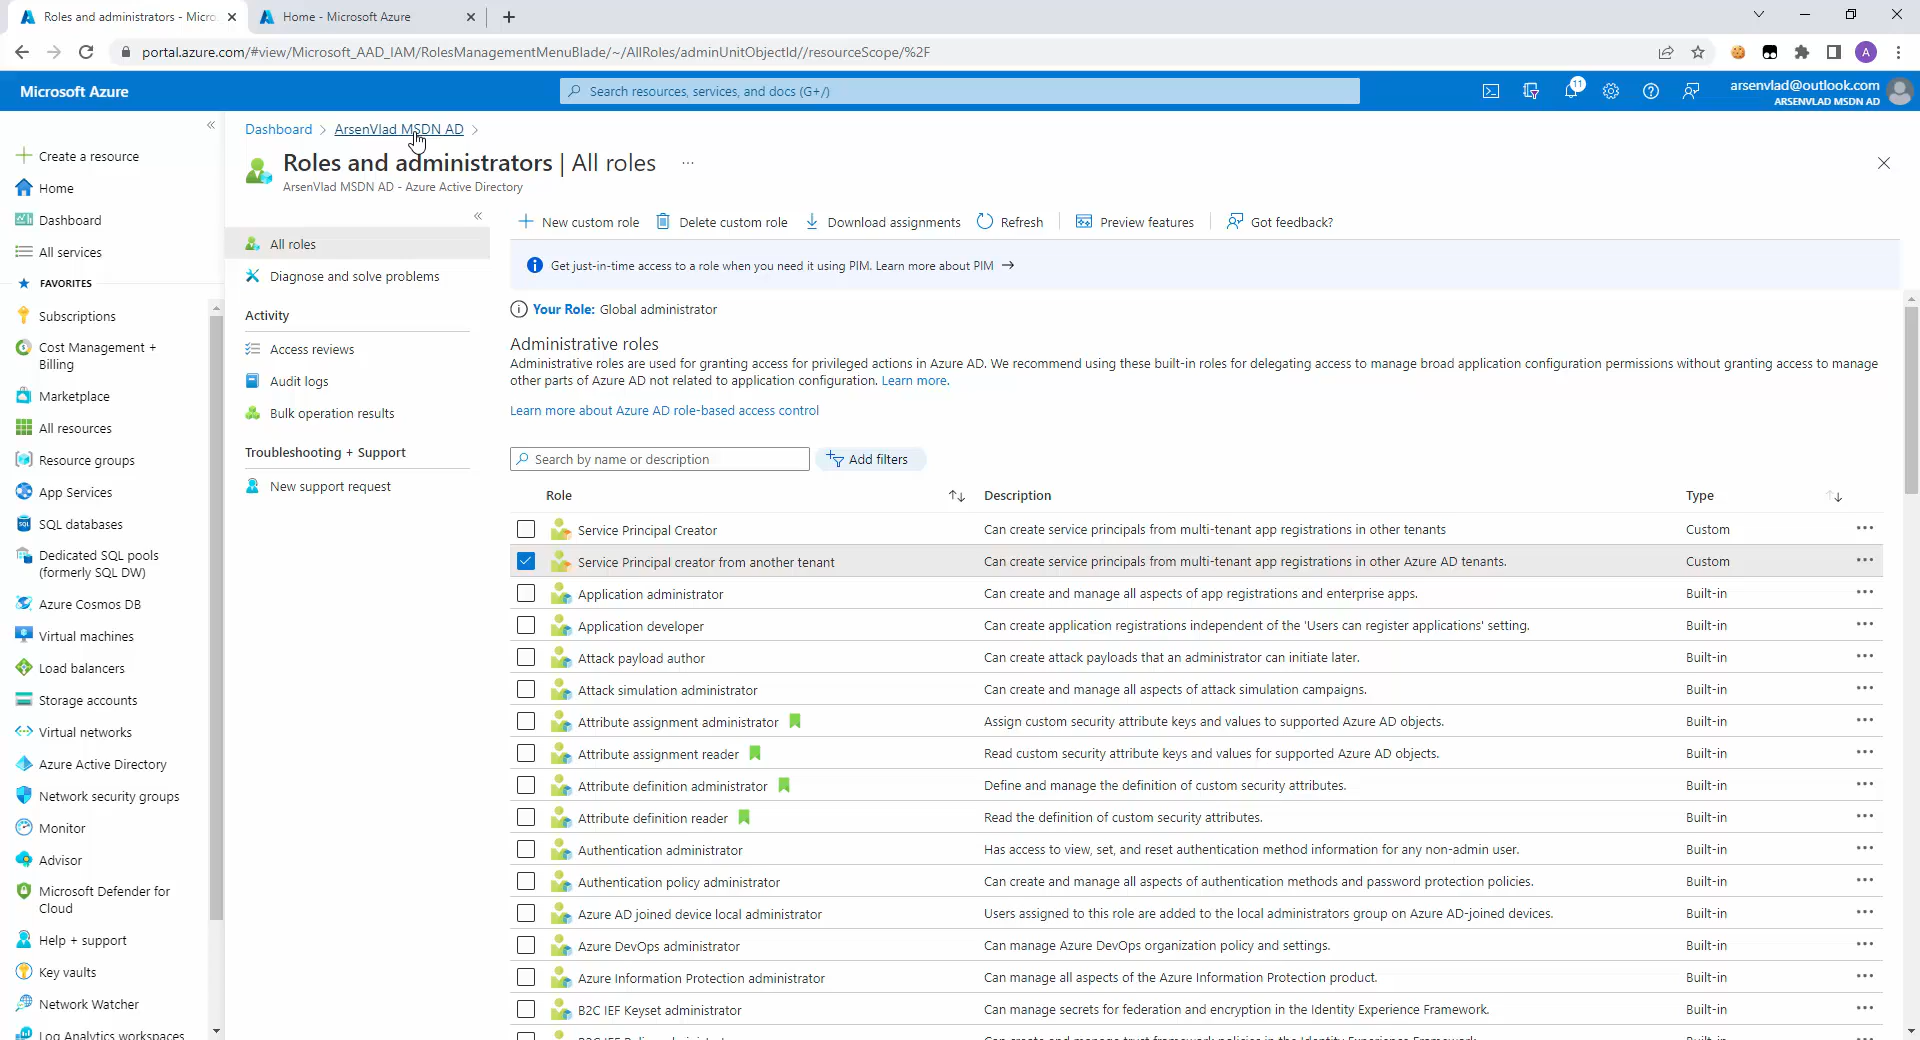 Roles and administrators - Micro
Home - Microsoft Azure
portal.azure.com/#view/Microsoft_AAD_IAM/RolesManagementMenuBlade/~/AllRoles/adminUnitObjectId//resourceScope/%2F
A
Microsoft Azure
Search resources, services, and docs (G+/)
11
arsenvlad@outlook.com
ARSENVLAD MSDN AD
Create a resource
Home
Dashboard
All services
FAVORITES
Subscriptions
Cost Management +
Billing
Marketplace
All resources
Resource groups
App Services
SQL databases
Dedicated SQL pools
(formerly SQL DW)
Azure Cosmos DB
Virtual machines
Load balancers
Storage accounts
Virtual networks
Azure Active Directory
Network security groups
Monitor
Advisor
Microsoft Defender for
Cloud
Help + support
Key vaults
Network Watcher
Log Analytics workspaces
Dashboard > ArsenVlad MSDN AD >
Roles and administrators | All roles ...
ArsenVlad MSDN AD - Azure Active Directory
All roles
Diagnose and solve problems
Activity
Access reviews
Audit logs
Bulk operation results
Troubleshooting + Support
New support request
New custom role Delete custom role Download assignments Refresh Preview features Got feedback?
Get just-in-time access to a role when you need it using PIM. Learn more about PIM →
Your Role: Global administrator
Administrative roles
Administrative roles are used for granting access for privileged actions in Azure AD. We recommend using these built-in roles for delegating access to manage broad application configuration permissions without granting access to manage
other parts of Azure AD not related to application configuration. Learn more.
Learn more about Azure AD role-based access control
Search by name or description Add filters
Role Description Type
Service Principal Creator Can create service principals from multi-tenant app registrations in other tenants Custom
Service Principal creator from another tenant Can create service principals from multi-tenant app registrations in other Azure AD tenants. Custom
Application administrator Can create and manage all aspects of app registrations and enterprise apps. Built-in
Application developer Can create application registrations independent of the 'Users can register applications' setting. Built-in
Attack payload author Can create attack payloads that an administrator can initiate later. Built-in
Attack simulation administrator Can create and manage all aspects of attack simulation campaigns. Built-in
Attribute assignment administrator Assign custom security attribute keys and values to supported Azure AD objects. Built-in
Attribute assignment reader Read custom security attribute keys and values for supported Azure AD objects. Built-in
Attribute definition administrator Define and manage the definition of custom security attributes. Built-in
Attribute definition reader Read the definition of custom security attributes. Built-in
Authentication administrator Has access to view, set, and reset authentication method information for any non-admin user. Built-in
Authentication policy administrator Can create and manage all aspects of authentication methods and password protection policies. Built-in
Azure AD joined device local administrator Users assigned to this role are added to the local administrators group on Azure AD-joined devices. Built-in
Azure DevOps administrator Can manage Azure DevOps organization policy and settings. Built-in
Azure Information Protection administrator Can manage all aspects of the Azure Information Protection product. Built-in
B2C IEF Keyset administrator Can manage secrets for federation and encryption in the Identity Experience Framework. Built-in